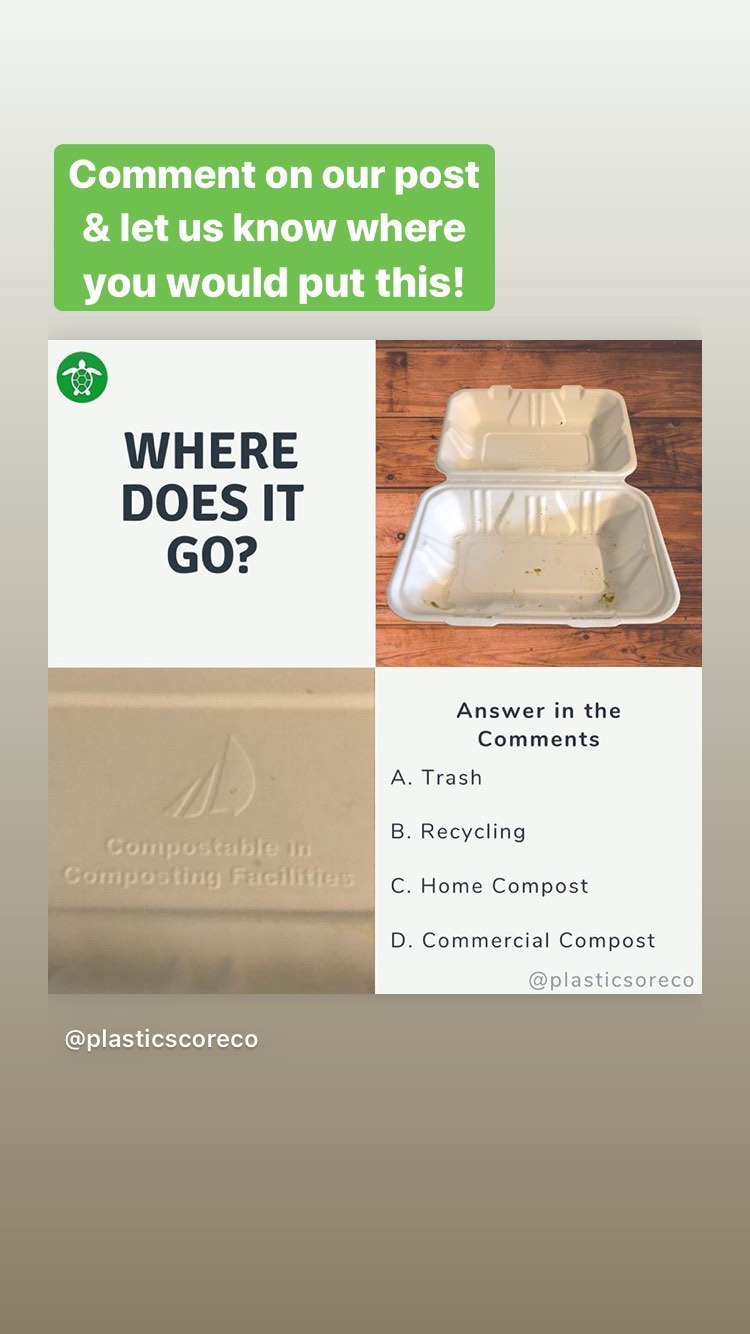 Comment on our post
& let us know where
you would put this!
WHERE
DOES IT
GO?
Compostable in
Composting Facilities
Answer in the
Comments
A. Trash
B. Recycling
C. Home Compost
D. Commercial Compost
@plasticsoreco
@plasticscoreco